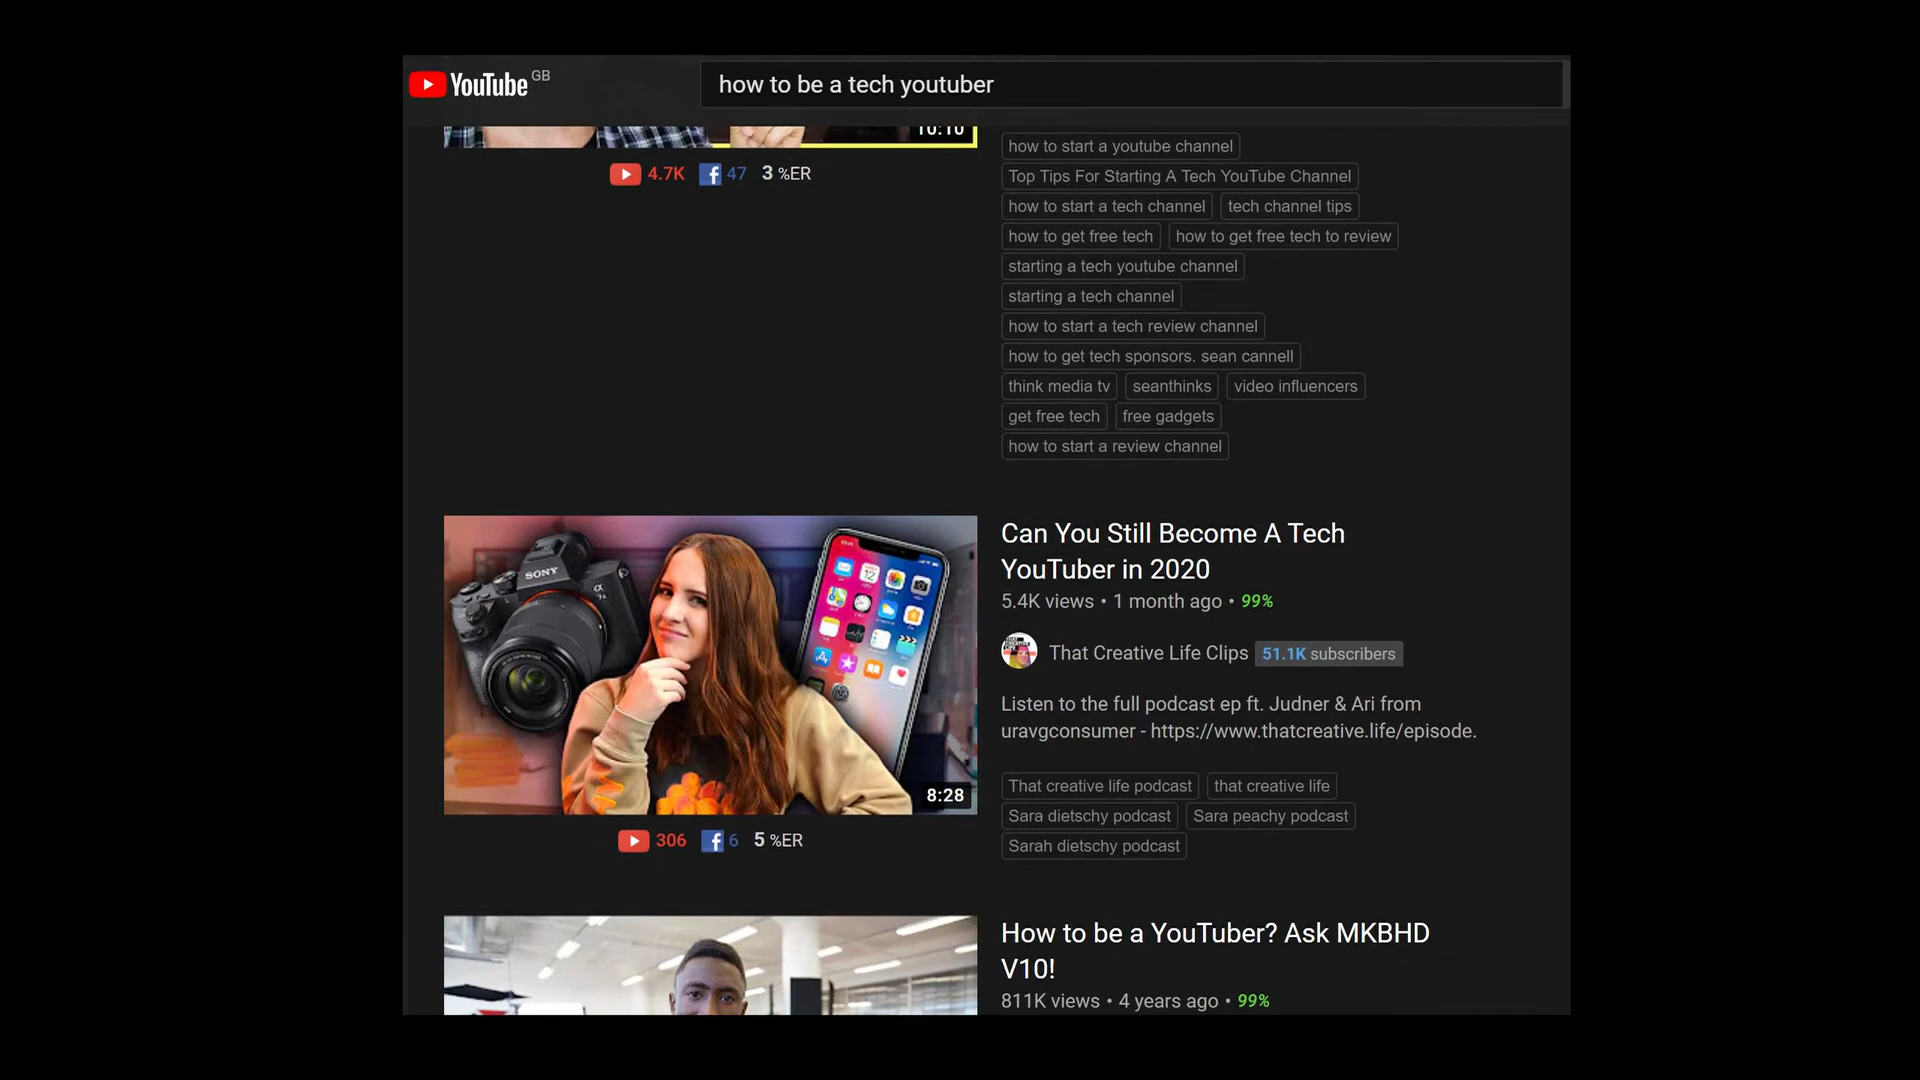 YouTube GB
how to be a tech youtuber
10:10
4.7K 47 3 %ER
how to start a youtube channel
Top Tips For Starting A Tech YouTube Channel
how to start a tech channel tech channel tips
how to get free tech how to get free tech to review
starting a tech youtube channel
starting a tech channel
how to start a tech review channel
how to get tech sponsors. sean cannell
think media tv seanthinks video influencers
get free tech free gadgets
how to start a review channel
SONY
12
8:28
306 6 5 %ER
Can You Still Become A Tech
YouTuber in 2020
5.4K views • 1 month ago • 99%
That Creative Life Clips 51.1K subscribers
Listen to the full podcast ep ft. Judner & Ari from
uravgconsumer - https://www.thatcreative.life/episode.
That creative life podcast that creative life
Sara dietschy podcast Sara peachy podcast
Sarah dietschy podcast
How to be a YouTuber? Ask MKBHD
V10!
811K views • 4 years ago • 99%